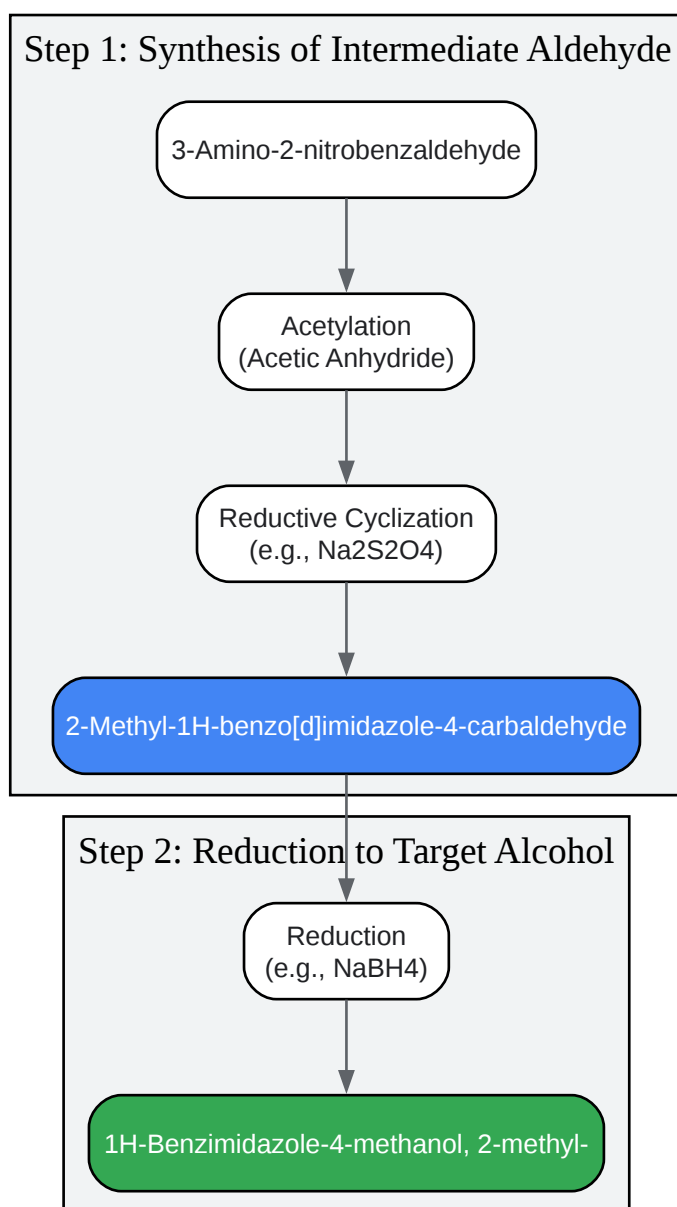 Step 1: Synthesis of Intermediate Aldehyde
3-Amino-2-nitrobenzaldehyde
Acetylation
(Acetic Anhydride)
Reductive Cyclization
(e.g., Na2S2O4)
2-Methyl-1H-benzo[d]imidazole-4-carbaldehyde
Step 2: Reduction to Target Alcohol
Reduction
(e.g., NaBH4)
1H-Benzimidazole-4-methanol, 2-methyl-